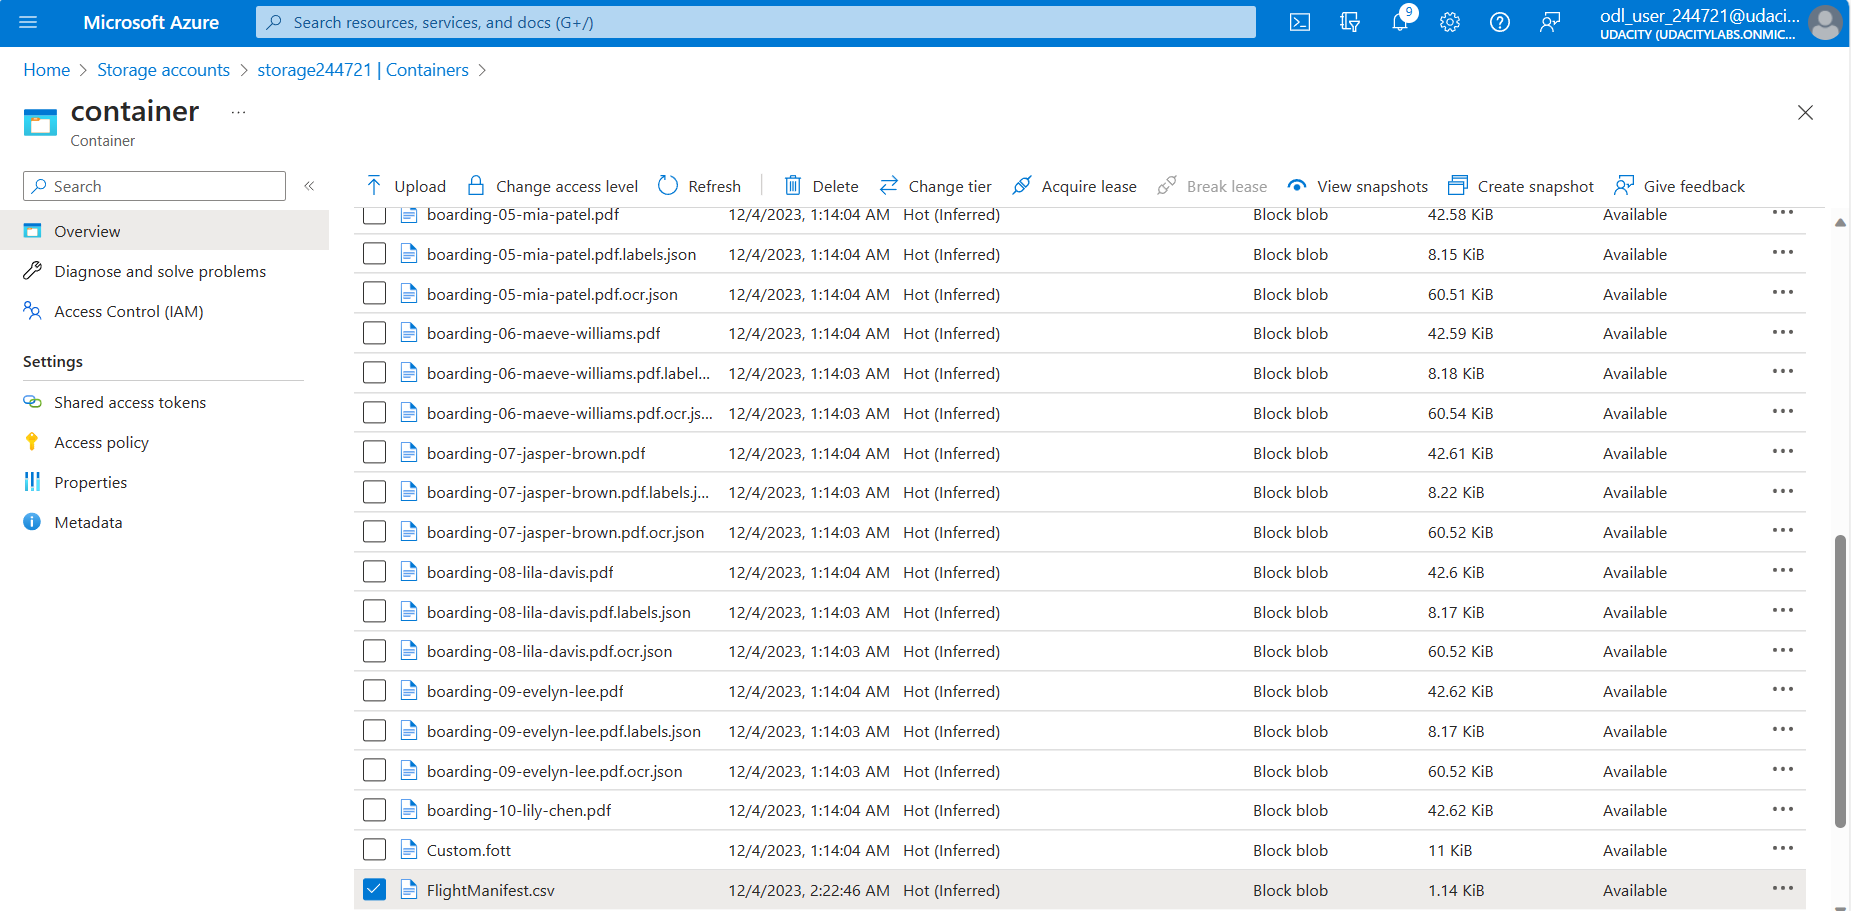 Microsoft Azure
Search resources, services, and docs (G+/)
9
odl_user_244721@udaci...
UDACITY (UDACITYLABS.ONMIC...
Home > Storage accounts > storage244721 | Containers >
container ...
Container
Search «
Overview
Diagnose and solve problems
Access Control (IAM)
Settings
Shared access tokens
Access policy
Properties
Metadata
Upload Change access level Refresh | Delete Change tier Acquire lease Break lease View snapshots Create snapshot Give feedback
boarding-05-mia-patel.pdf 12/4/2023, 1:14:04 AM Hot (Inferred) Block blob 42.58 KiB Available ...
boarding-05-mia-patel.pdf.labels.json 12/4/2023, 1:14:04 AM Hot (Inferred) Block blob 8.15 KiB Available ...
boarding-05-mia-patel.pdf.ocr.json 12/4/2023, 1:14:04 AM Hot (Inferred) Block blob 60.51 KiB Available ...
boarding-06-maeve-williams.pdf 12/4/2023, 1:14:04 AM Hot (Inferred) Block blob 42.59 KiB Available ...
boarding-06-maeve-williams.pdf.label... 12/4/2023, 1:14:03 AM Hot (Inferred) Block blob 8.18 KiB Available ...
boarding-06-maeve-williams.pdf.ocr.js... 12/4/2023, 1:14:03 AM Hot (Inferred) Block blob 60.54 KiB Available ...
boarding-07-jasper-brown.pdf 12/4/2023, 1:14:04 AM Hot (Inferred) Block blob 42.61 KiB Available ...
boarding-07-jasper-brown.pdf.labels.j... 12/4/2023, 1:14:03 AM Hot (Inferred) Block blob 8.22 KiB Available ...
boarding-07-jasper-brown.pdf.ocr.json 12/4/2023, 1:14:03 AM Hot (Inferred) Block blob 60.52 KiB Available ...
boarding-08-lila-davis.pdf 12/4/2023, 1:14:04 AM Hot (Inferred) Block blob 42.6 KiB Available ...
boarding-08-lila-davis.pdf.labels.json 12/4/2023, 1:14:03 AM Hot (Inferred) Block blob 8.17 KiB Available ...
boarding-08-lila-davis.pdf.ocr.json 12/4/2023, 1:14:03 AM Hot (Inferred) Block blob 60.52 KiB Available ...
boarding-09-evelyn-lee.pdf 12/4/2023, 1:14:04 AM Hot (Inferred) Block blob 42.62 KiB Available ...
boarding-09-evelyn-lee.pdf.labels.json 12/4/2023, 1:14:03 AM Hot (Inferred) Block blob 8.17 KiB Available ...
boarding-09-evelyn-lee.pdf.ocr.json 12/4/2023, 1:14:03 AM Hot (Inferred) Block blob 60.52 KiB Available ...
boarding-10-lily-chen.pdf 12/4/2023, 1:14:04 AM Hot (Inferred) Block blob 42.62 KiB Available ...
Custom.fott 12/4/2023, 1:14:04 AM Hot (Inferred) Block blob 11 KiB Available ...
FlightManifest.csv 12/4/2023, 2:22:46 AM Hot (Inferred) Block blob 1.14 KiB Available ...